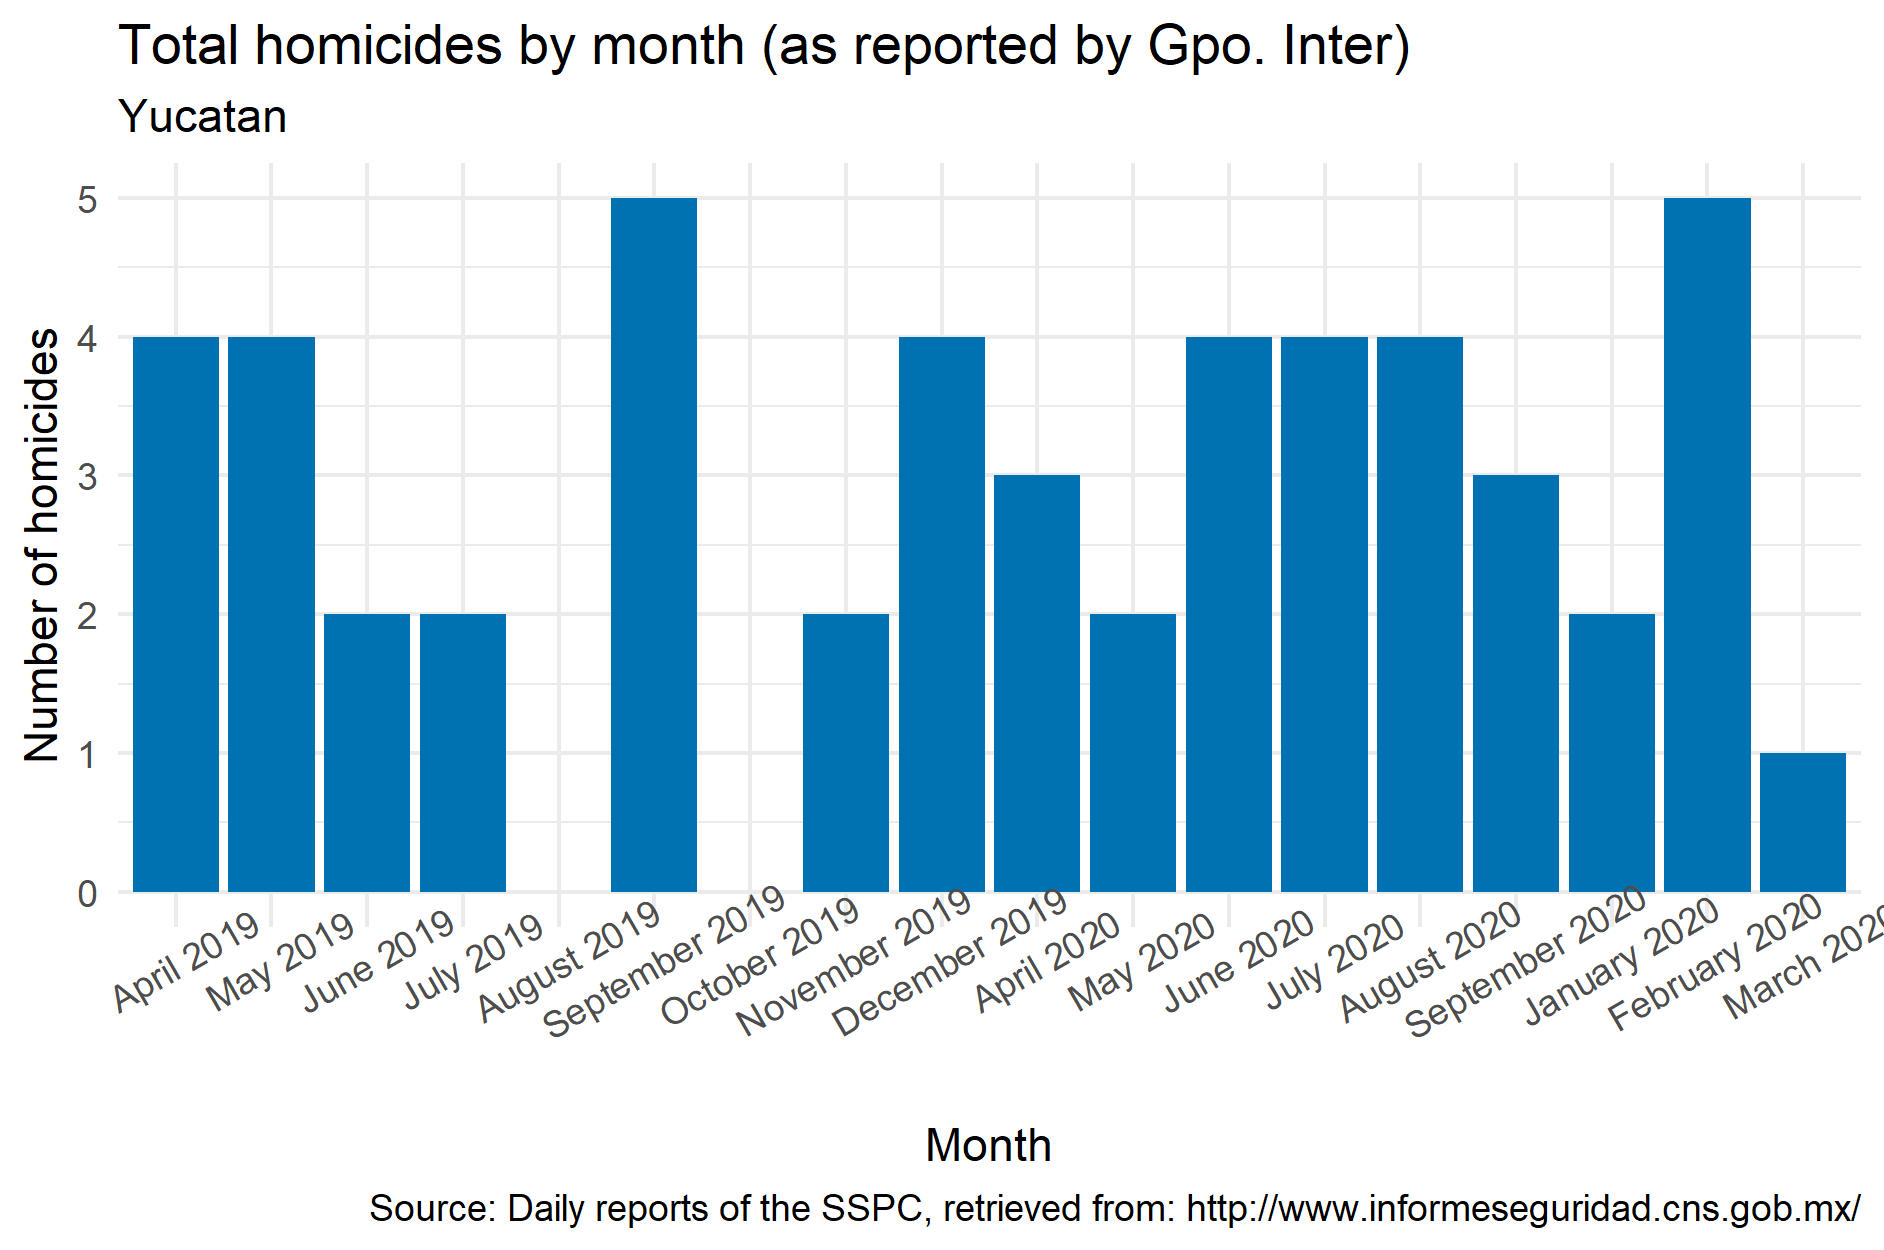 Total homicides by month (as reported by Gpo. Inter)
Yucatan
Number of homicides
5
4
3
2
1
0
April 2019
May 2019
June 2019
July 2019
August 2019
September 2019
October 2019
November 2019
December 2019
April 2020
May 2020
June 2020
July 2020
August 2020
September 2020
January 2020
February 2020
March 2020
Month
Source: Daily reports of the SSPC, retrieved from: http://www.informeseguridad.cns.gob.mx/